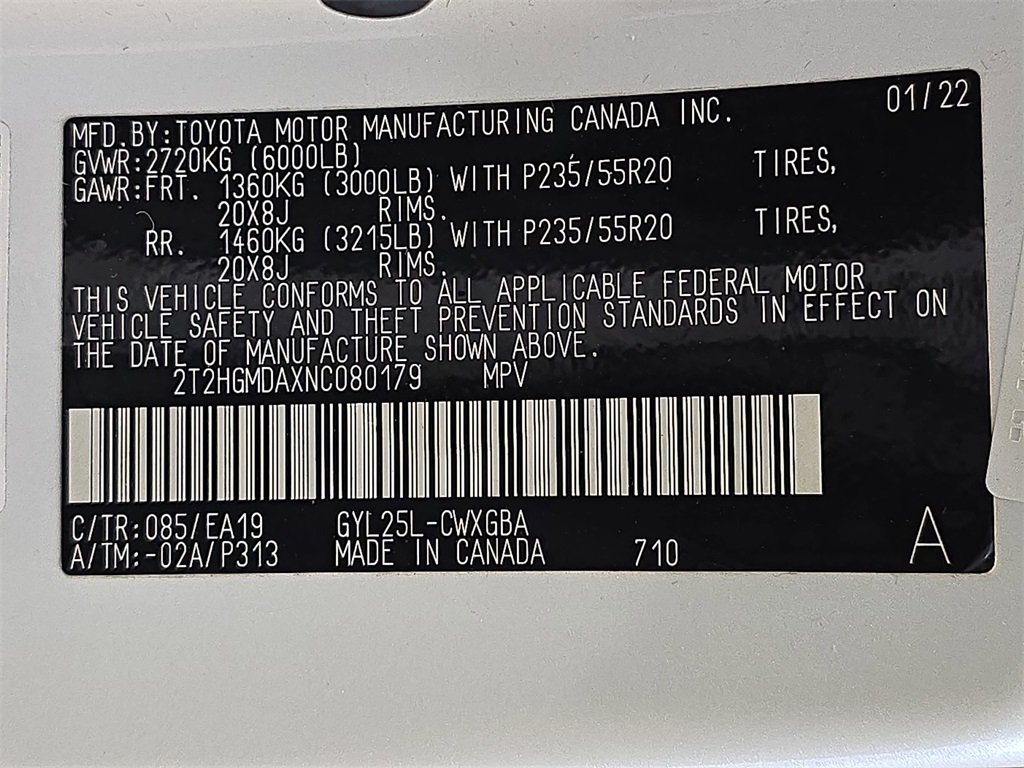 01/22
MFD.BY:TOYOTA MOTOR MANUFACTURING CANADA INC.
GVWR:2720KG (6000LB)
GAWR:FRT. 1360KG (3000LB) WITH P235/55R20 TIRES,
20X8J RIMS.
RR. 1460KG (3215LB) WITH P235/55R20 TIRES,
20X8J RIMS.
THIS VEHICLE CONFORMS TO ALL APPLICABLE FEDERAL MOTOR
VEHICLE SAFETY AND THEFT PREVENTION STANDARDS IN EFFECT ON
THE DATE OF MANUFACTURE SHOWN ABOVE.
2T2HGMDAXNC080179 MPV
C/TR:085/EA19 GYL25L-CWXGBA
A/TM:-02A/P313 MADE IN CANADA 710 A